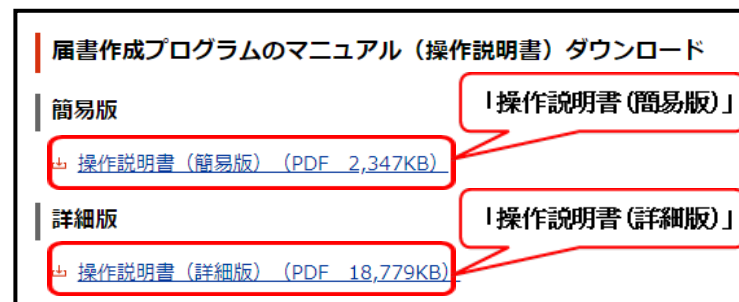 届書作成プログラムのマニュアル（操作説明書）ダウンロード
簡易版
「操作説明書(簡易版)」
操作説明書（簡易版）（PDF　2,347KB）
詳細版
「操作説明書(詳細版)」
操作説明書（詳細版）（PDF　18,779KB）